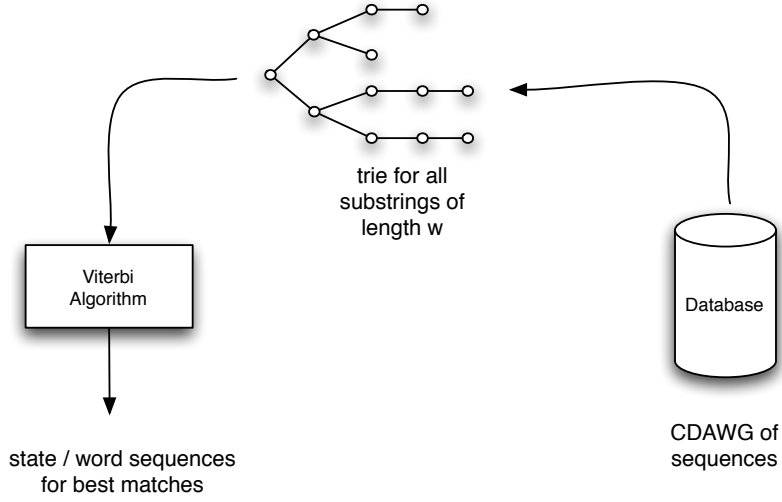 trie for all
substrings of
length w
Viterbi
Algorithm
Database
state / word sequences
for best matches
CDAWG of
sequences